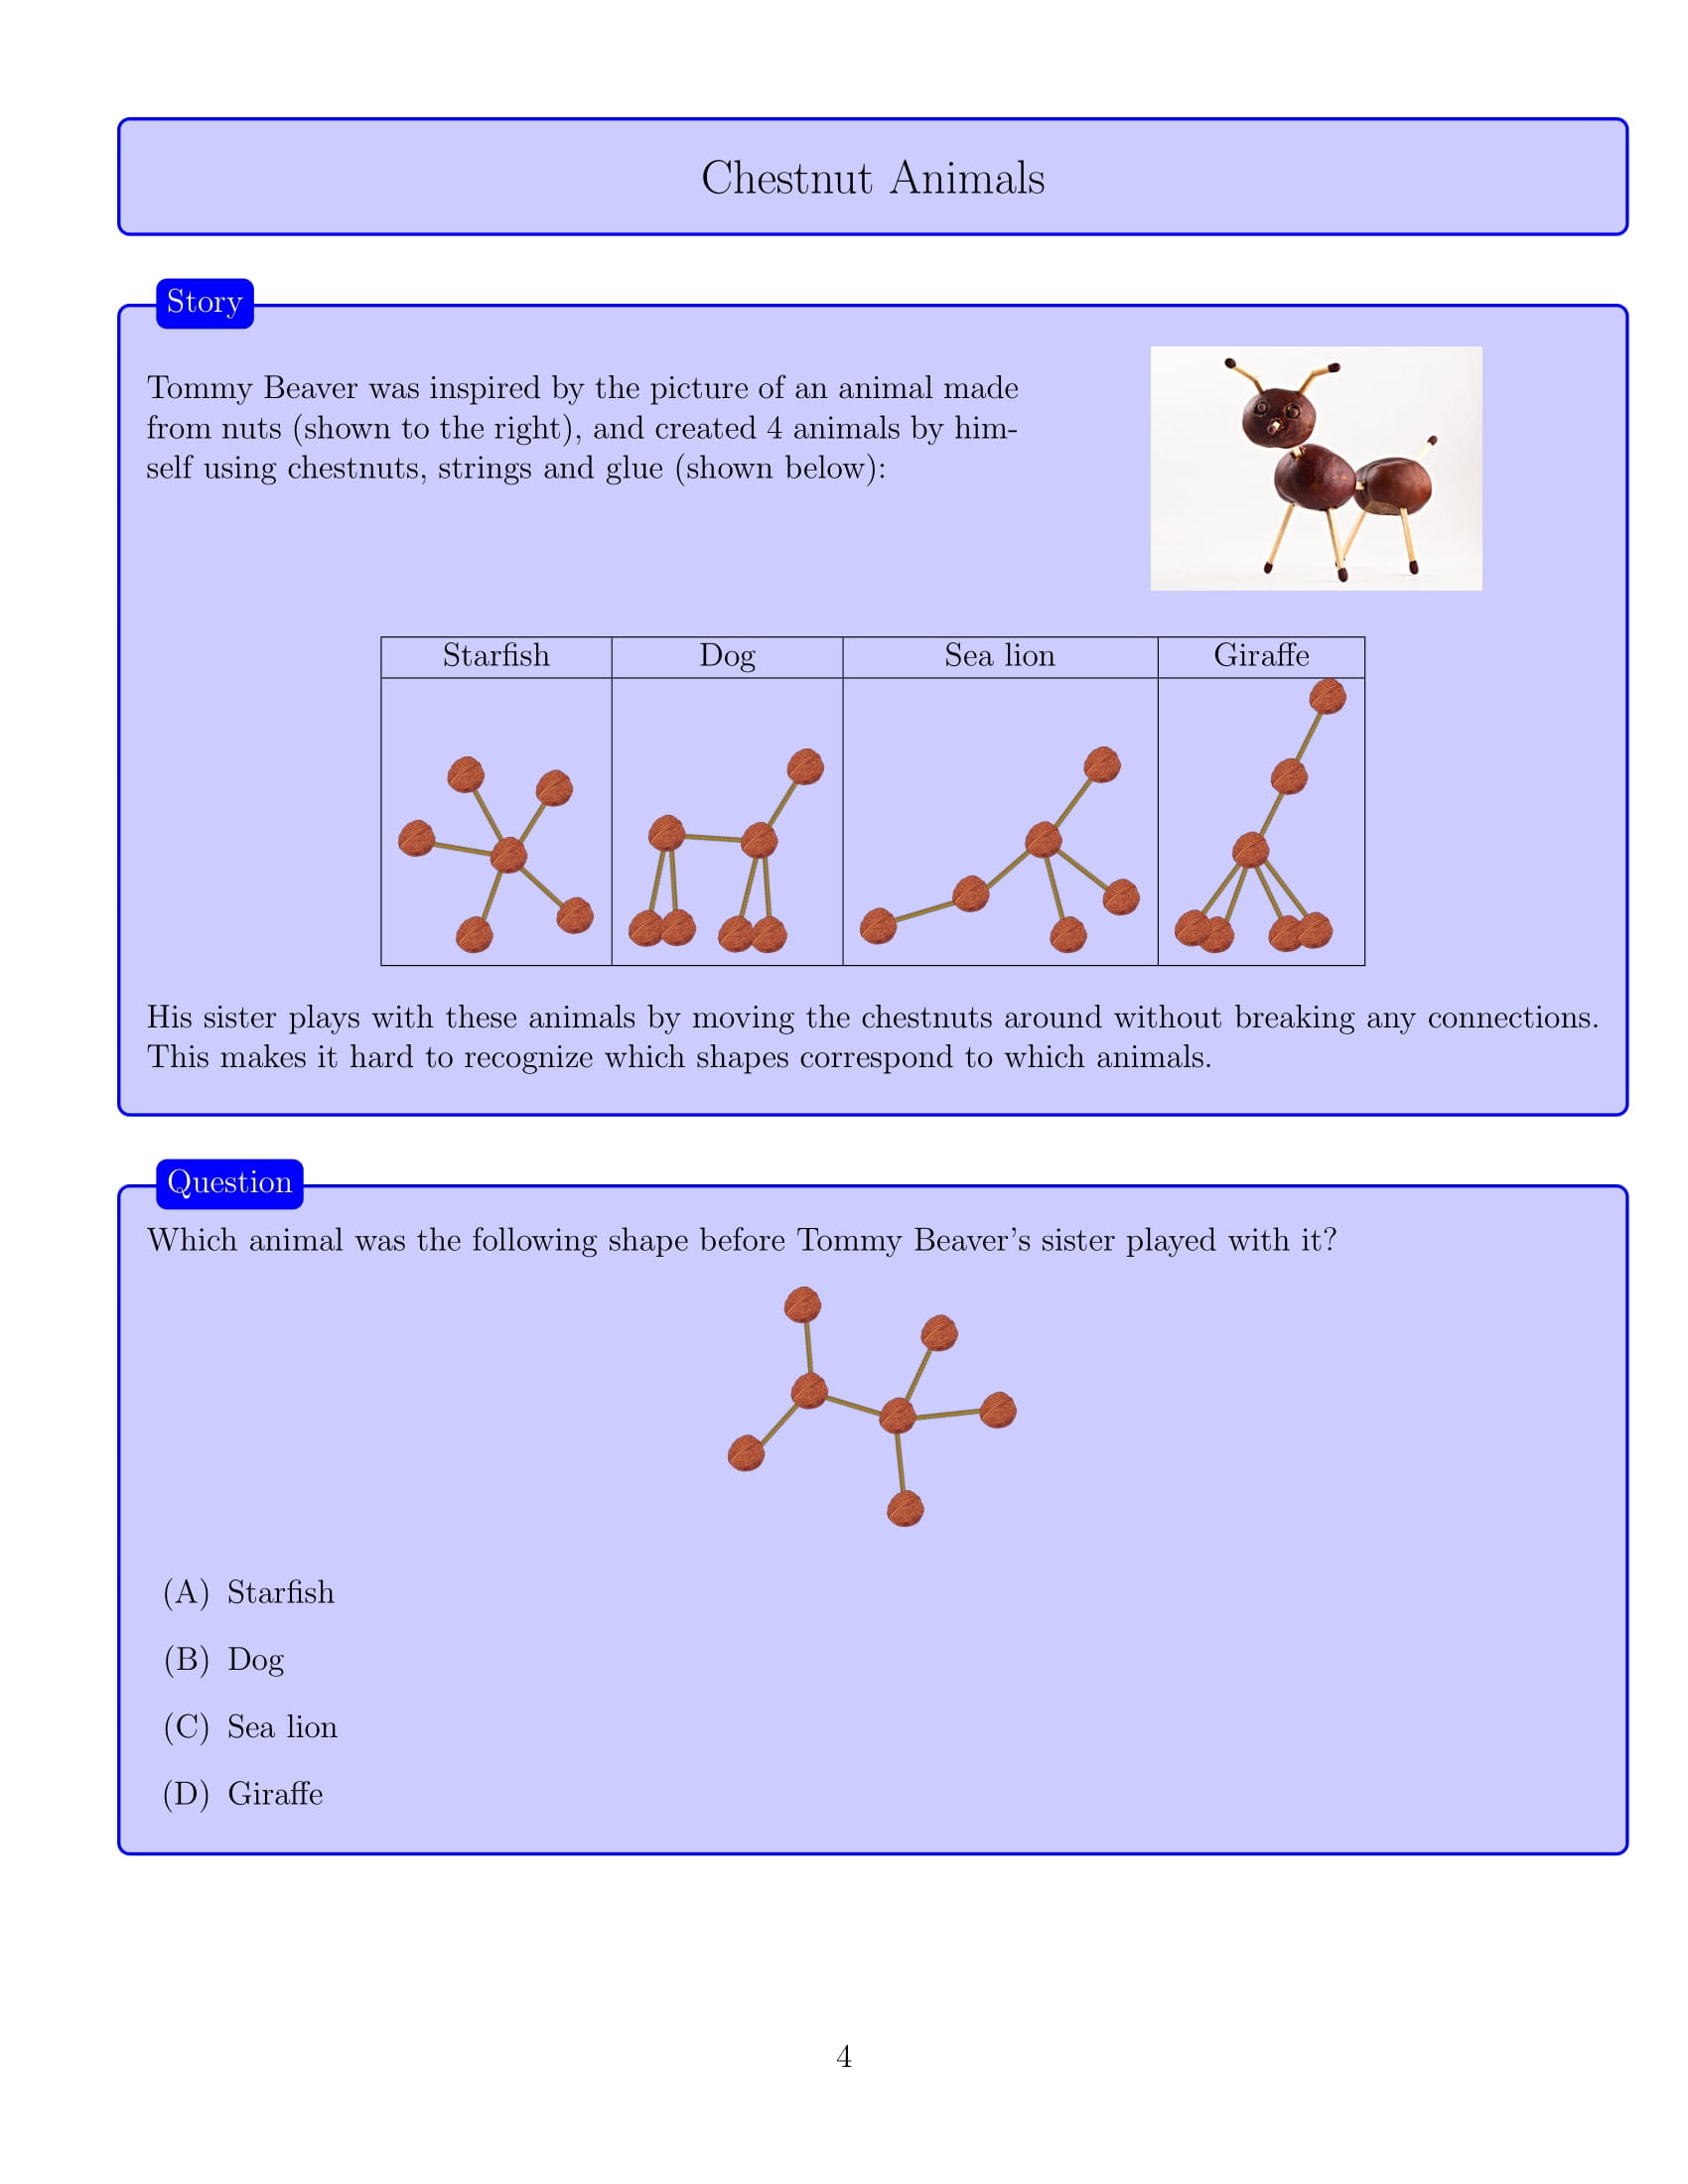 Chestnut Animals
Story
Tommy Beaver was inspired by the picture of an animal made
from nuts (shown to the right), and created 4 animals by him-
self using chestnuts, strings and glue (shown below):
Starfish Dog Sea lion Giraffe
His sister plays with these animals by moving the chestnuts around without breaking any connections.
This makes it hard to recognize which shapes correspond to which animals.
Question
Which animal was the following shape before Tommy Beaver's sister played with it?
(A) Starfish
(B) Dog
(C) Sea lion
(D) Giraffe
4